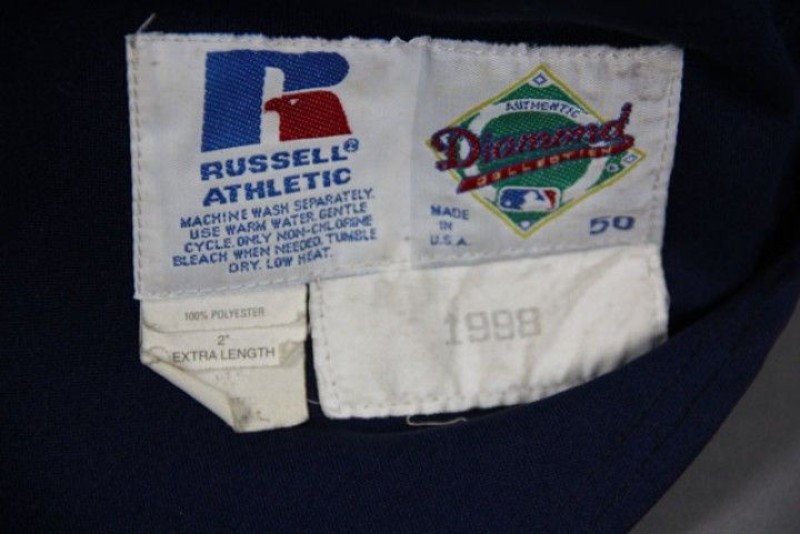 RUSSELL®
ATHLETIC
MACHINE WASH SEPARATELY.
USE WARM WATER. GENTLE
CYCLE. ONLY NON-CHLORINE
BLEACH WHEN NEEDED. TUMBLE
DRY. LOW HEAT.
AUTHENTIC
Diamond
COLLECTION
MADE
IN
U.S.A.
50
100% POLYESTER
2"
EXTRA LENGTH
1998